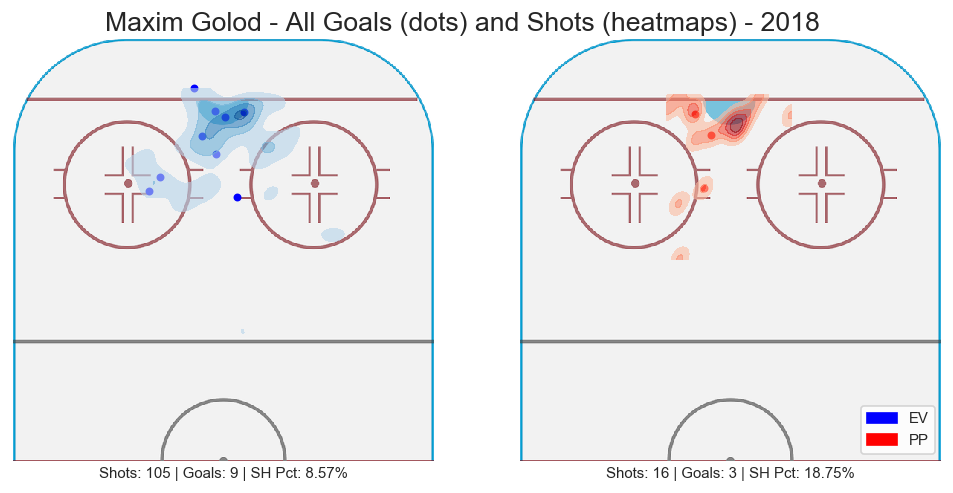 Maxim Golod - All Goals (dots) and Shots (heatmaps) - 2018
EV
PP
Shots: 105 | Goals: 9 | SH Pct: 8.57%
Shots: 16 | Goals: 3 | SH Pct: 18.75%